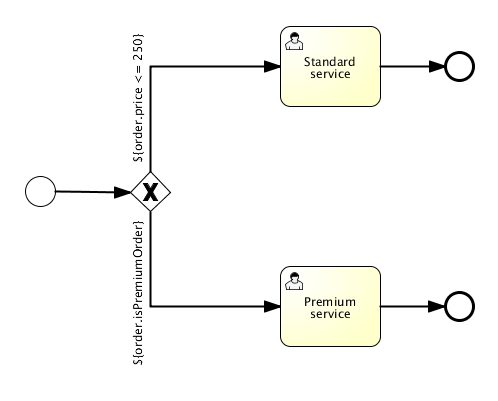 ${order.price <= 250}
Standard
service
X
${order.isPremiumOrder}
Premium
service